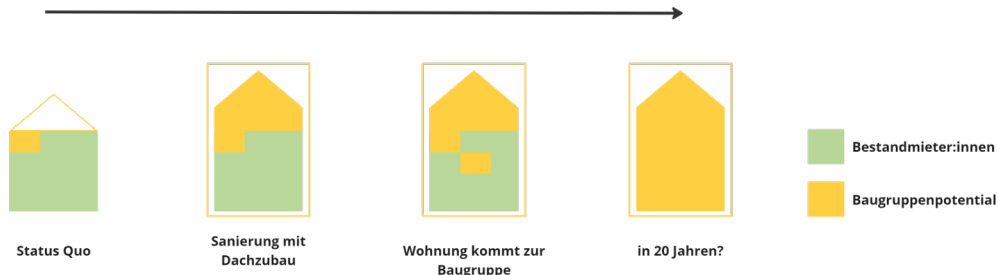 Status Quo
Sanierung mit
Dachzubau
Wohnung kommt zur
Baugruppe
in 20 Jahren?
Bestandmieter:innen
Baugruppenpotential